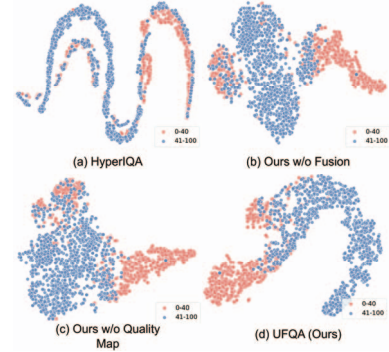 0-40
41-100
(a) HyperIQA
0-40
41-100
(b) Ours w/o Fusion
0-40
41-100
(c) Ours w/o Quality
Map
0-40
41-100
(d) UFQA (Ours)